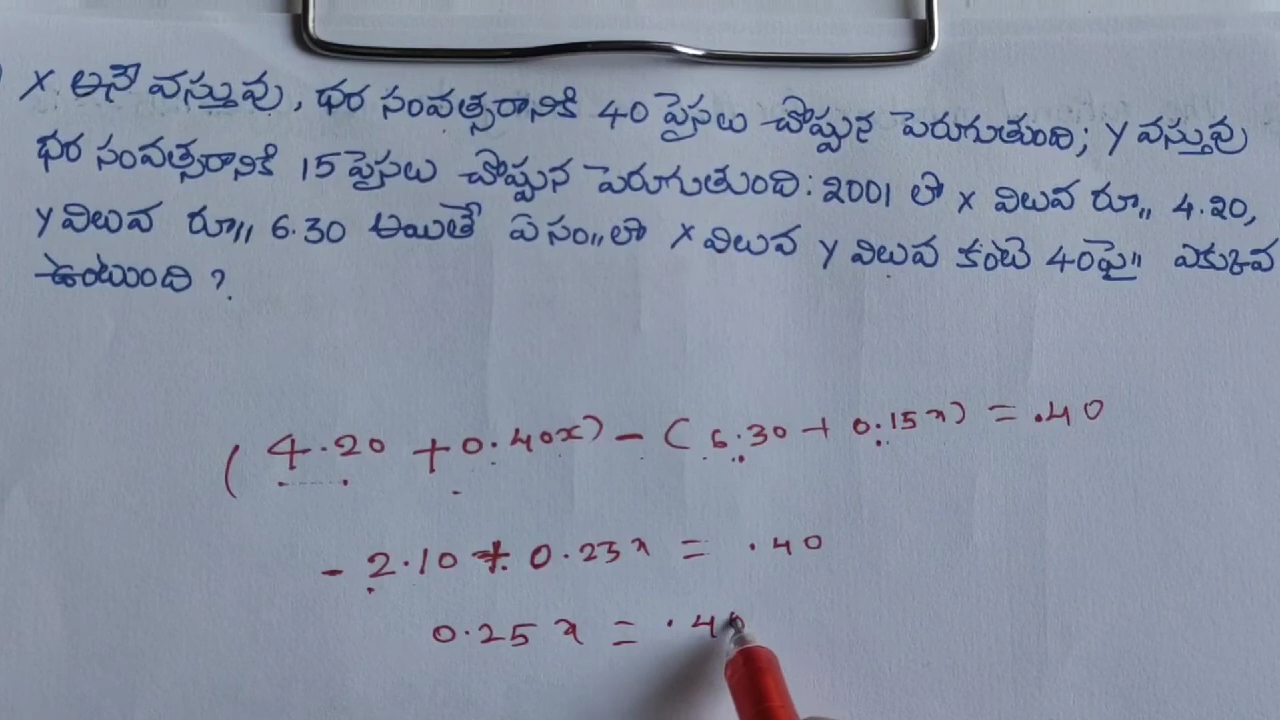 X అనే వస్తువు, ధర సంవత్సరానికి 40 పైసలు చొప్పున పెరుగుతుంది; Y వస్తువు
ధర సంవత్సరానికి 15 పైసలు చొప్పున పెరుగుతుంది: 2001 లో X విలువ రూ,, 4.20,
Y విలువ రూ,, 6.30 అయితే ఏ సం,,లో X విలువ Y విలువ కంటె 40పై,, ఎక్కువ
ఉంటుంది ?
(4.20 + 0.40x) - (6.30 + 0.15x) = .40
- 2.10 + 0.25x = .40
0.25 x = .40